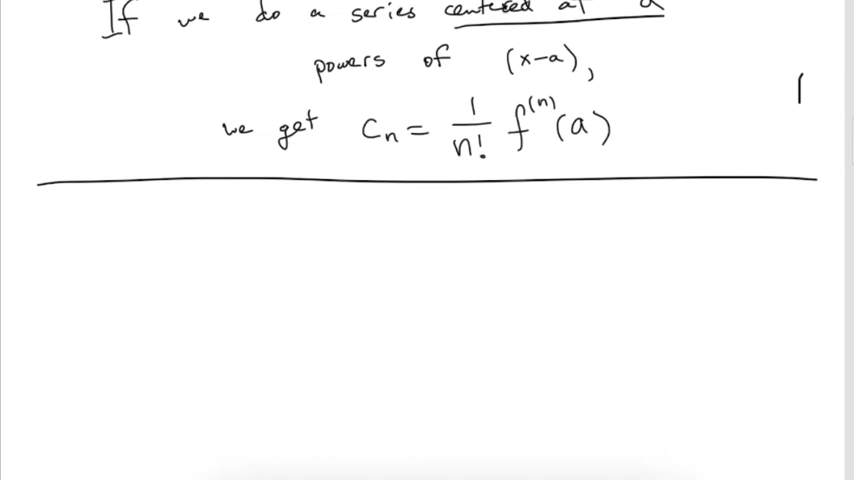 If we do a series centered at a
powers of (x-a),
we get Cₙ = 1/n! f⁽ⁿ⁾(a)